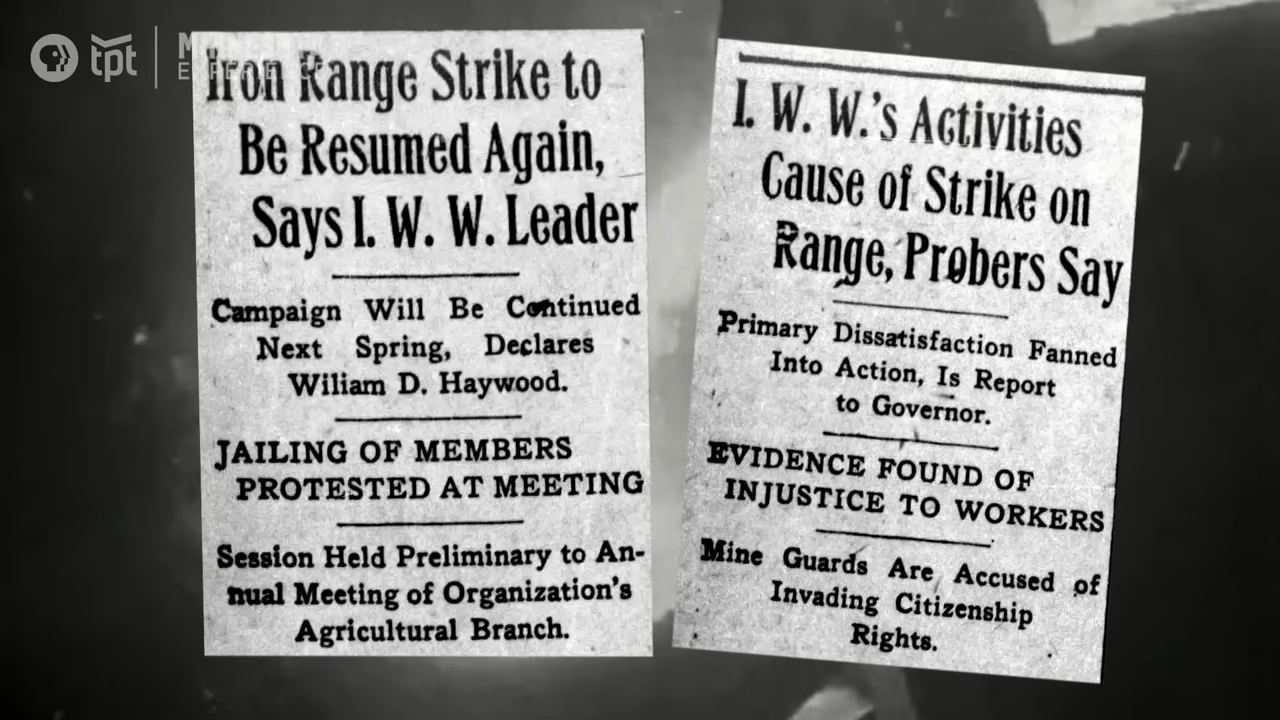 tpt
Iron Range Strike to
Be Resumed Again,
Says I. W. W. Leader
Campaign Will Be Continued
Next Spring, Declares
Wiliam D. Haywood.
JAILING OF MEMBERS
PROTESTED AT MEETING
Session Held Preliminary to An-
nual Meeting of Organization's
Agricultural Branch.
I. W. W.'s Activities
Cause of Strike on
Range, Probers Say
Primary Dissatisfaction Fanned
Into Action, Is Report
to Governor.
EVIDENCE FOUND OF
INJUSTICE TO WORKERS
Mine Guards Are Accused of
Invading Citizenship
Rights.